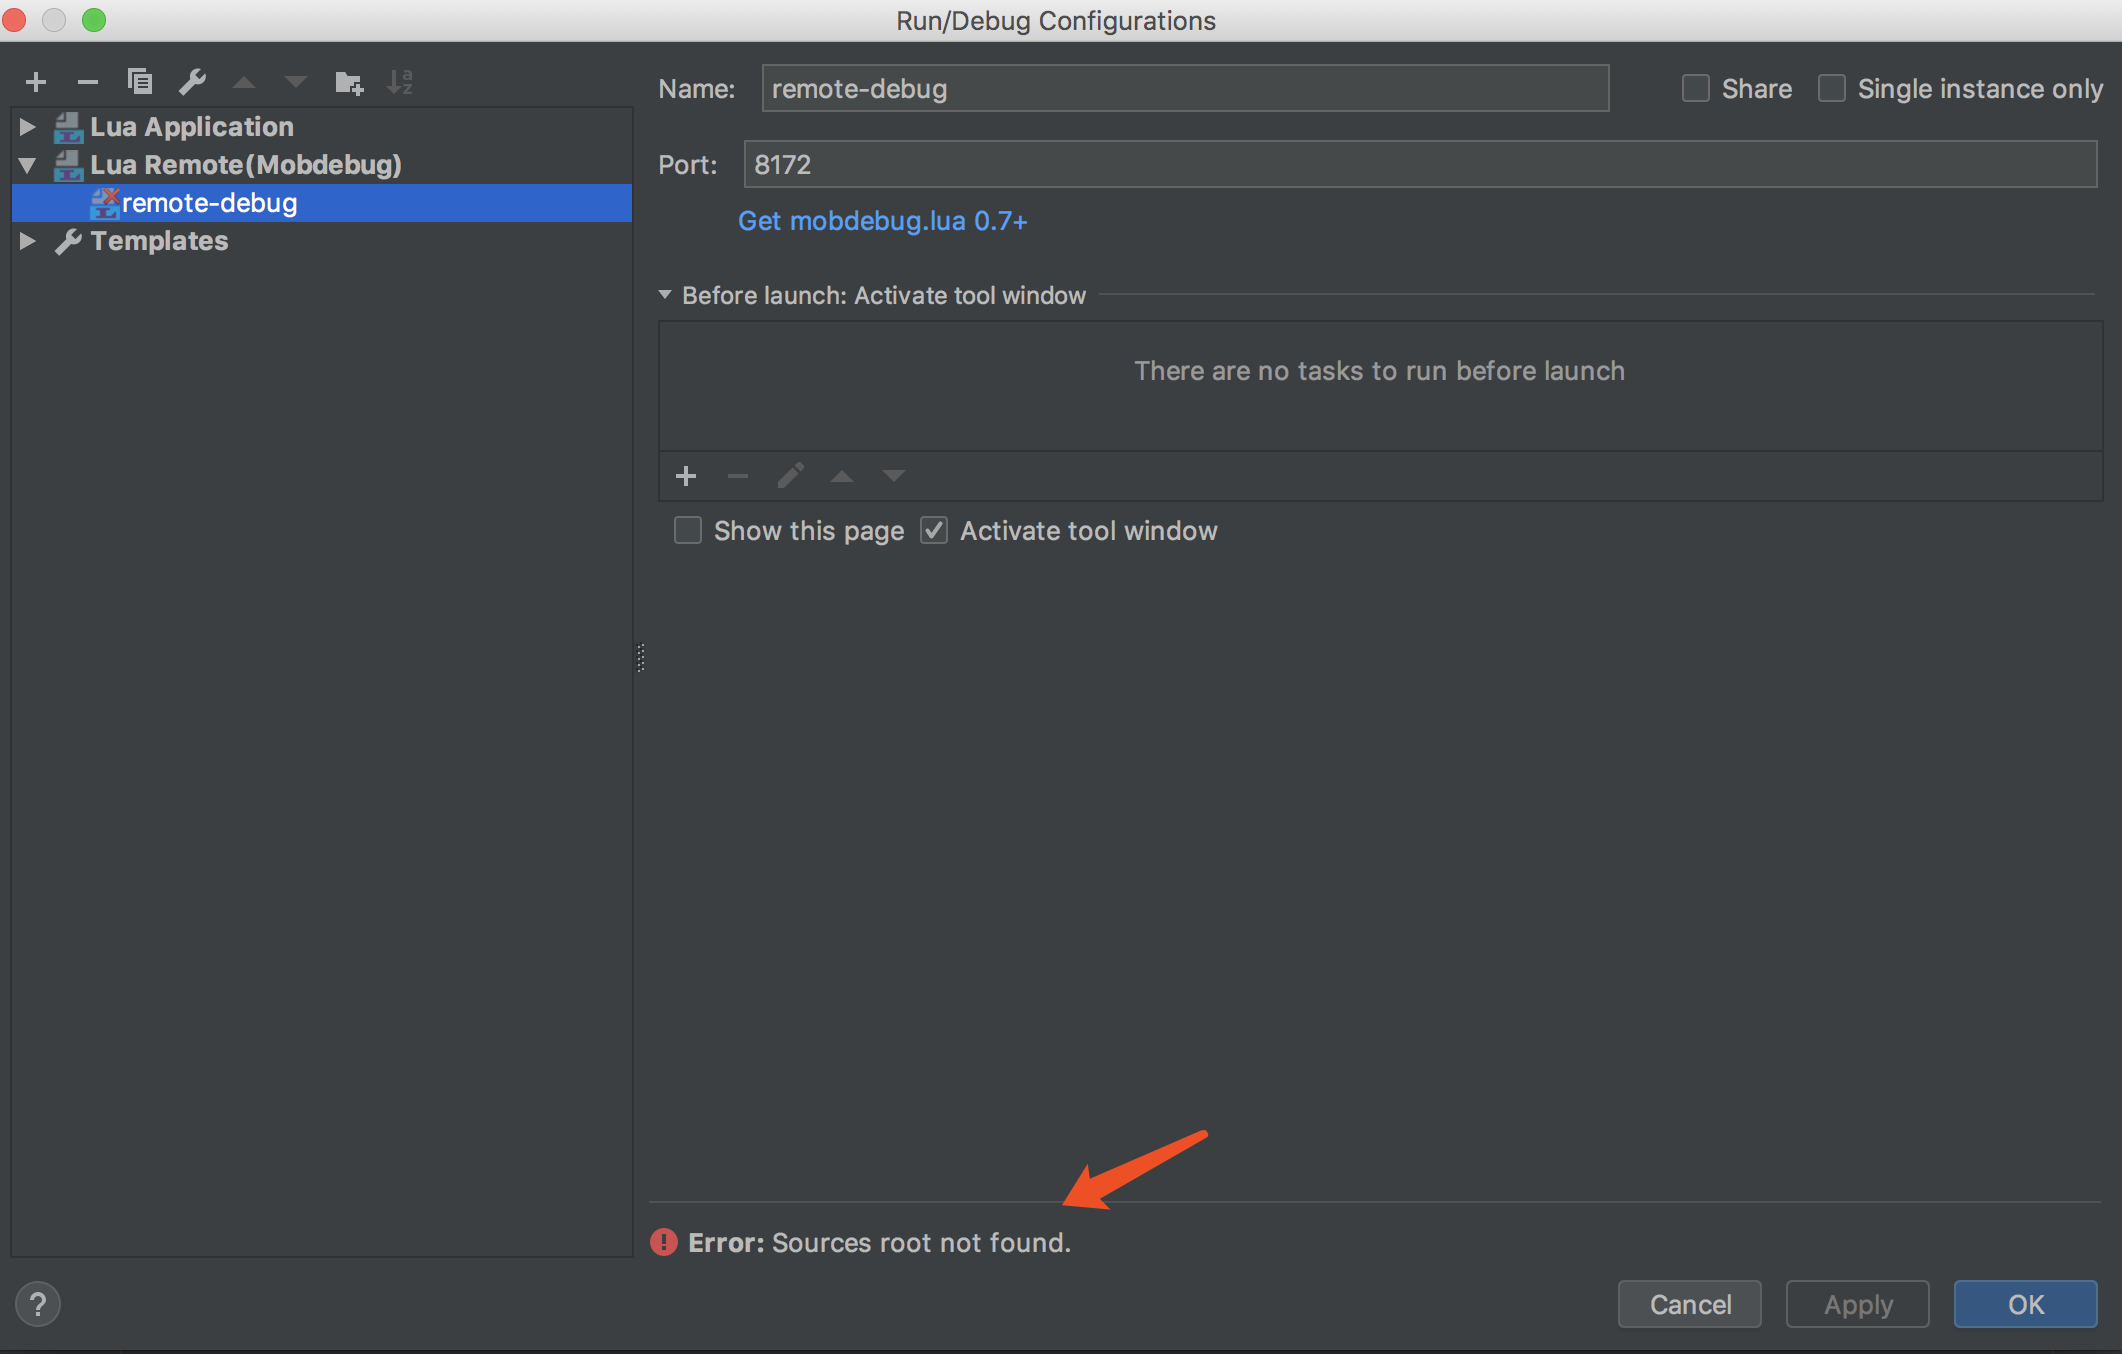 Run/Debug Configurations
Name: remote-debug Share Single instance only
Lua Application
Lua Remote(Mobdebug)
remote-debug
Templates
Port: 8172
Get mobdebug.lua 0.7+
Before launch: Activate tool window
There are no tasks to run before launch
Show this page Activate tool window
Error: Sources root not found.
? Cancel Apply OK